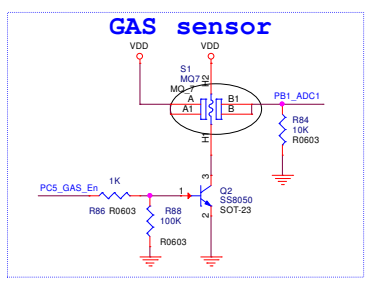 GAS sensor
VDD
VDD
S1
MQ7
MQ_7
H2
A
B1
PB1_ADC1
A1
B
R84
10K
R0603
H1
3
1K
Q2
PC5_GAS_En
1
SS8050
SOT-23
R86
R0603
R88
100K
2
R0603